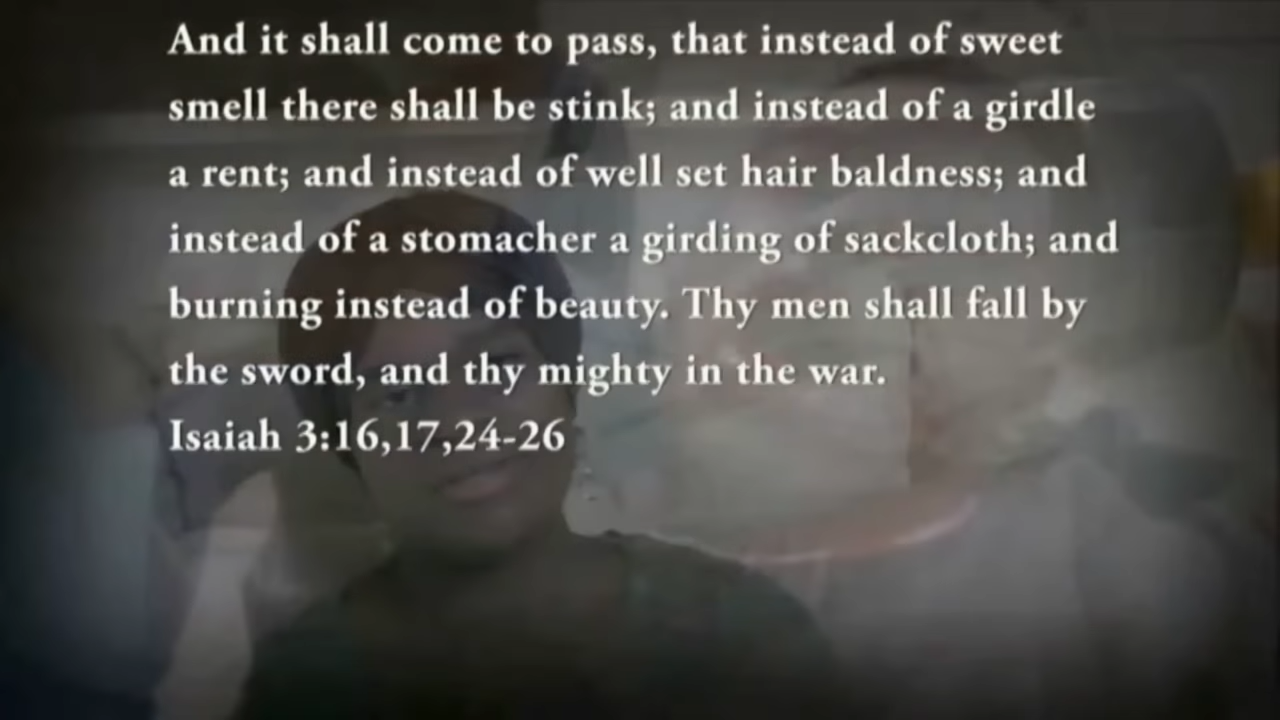 And it shall come to pass, that instead of sweet
smell there shall be stink; and instead of a girdle
a rent; and instead of well set hair baldness; and
instead of a stomacher a girding of sackcloth; and
burning instead of beauty. Thy men shall fall by
the sword, and thy mighty in the war.
Isaiah 3:16,17,24-26